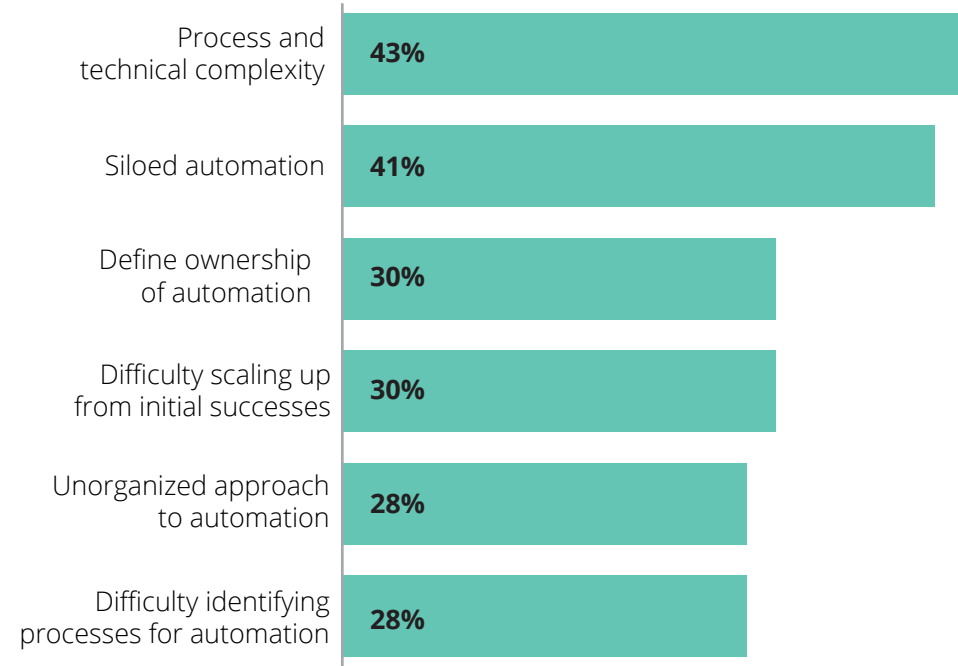 Process and
technical complexity
43%
Siloed automation
41%
Define ownership
of automation
30%
Difficulty scaling up
from initial successes
30%
Unorganized approach
to automation
28%
Difficulty identifying
processes for automation
28%